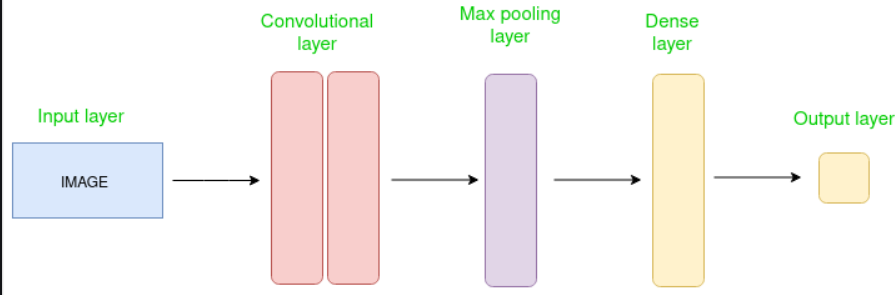 Convolutional
layer
Max pooling
layer
Dense
layer
Input layer
Output layer
IMAGE